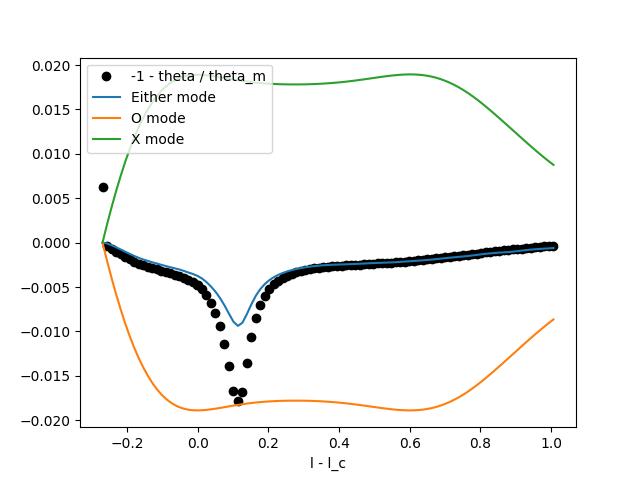 0.020
0.015
0.010
0.005
0.000
−0.005
−0.010
−0.015
−0.020
-1 - theta / theta_m
Either mode
O mode
X mode
−0.2 0.0 0.2 0.4 0.6 0.8 1.0
l - l_c